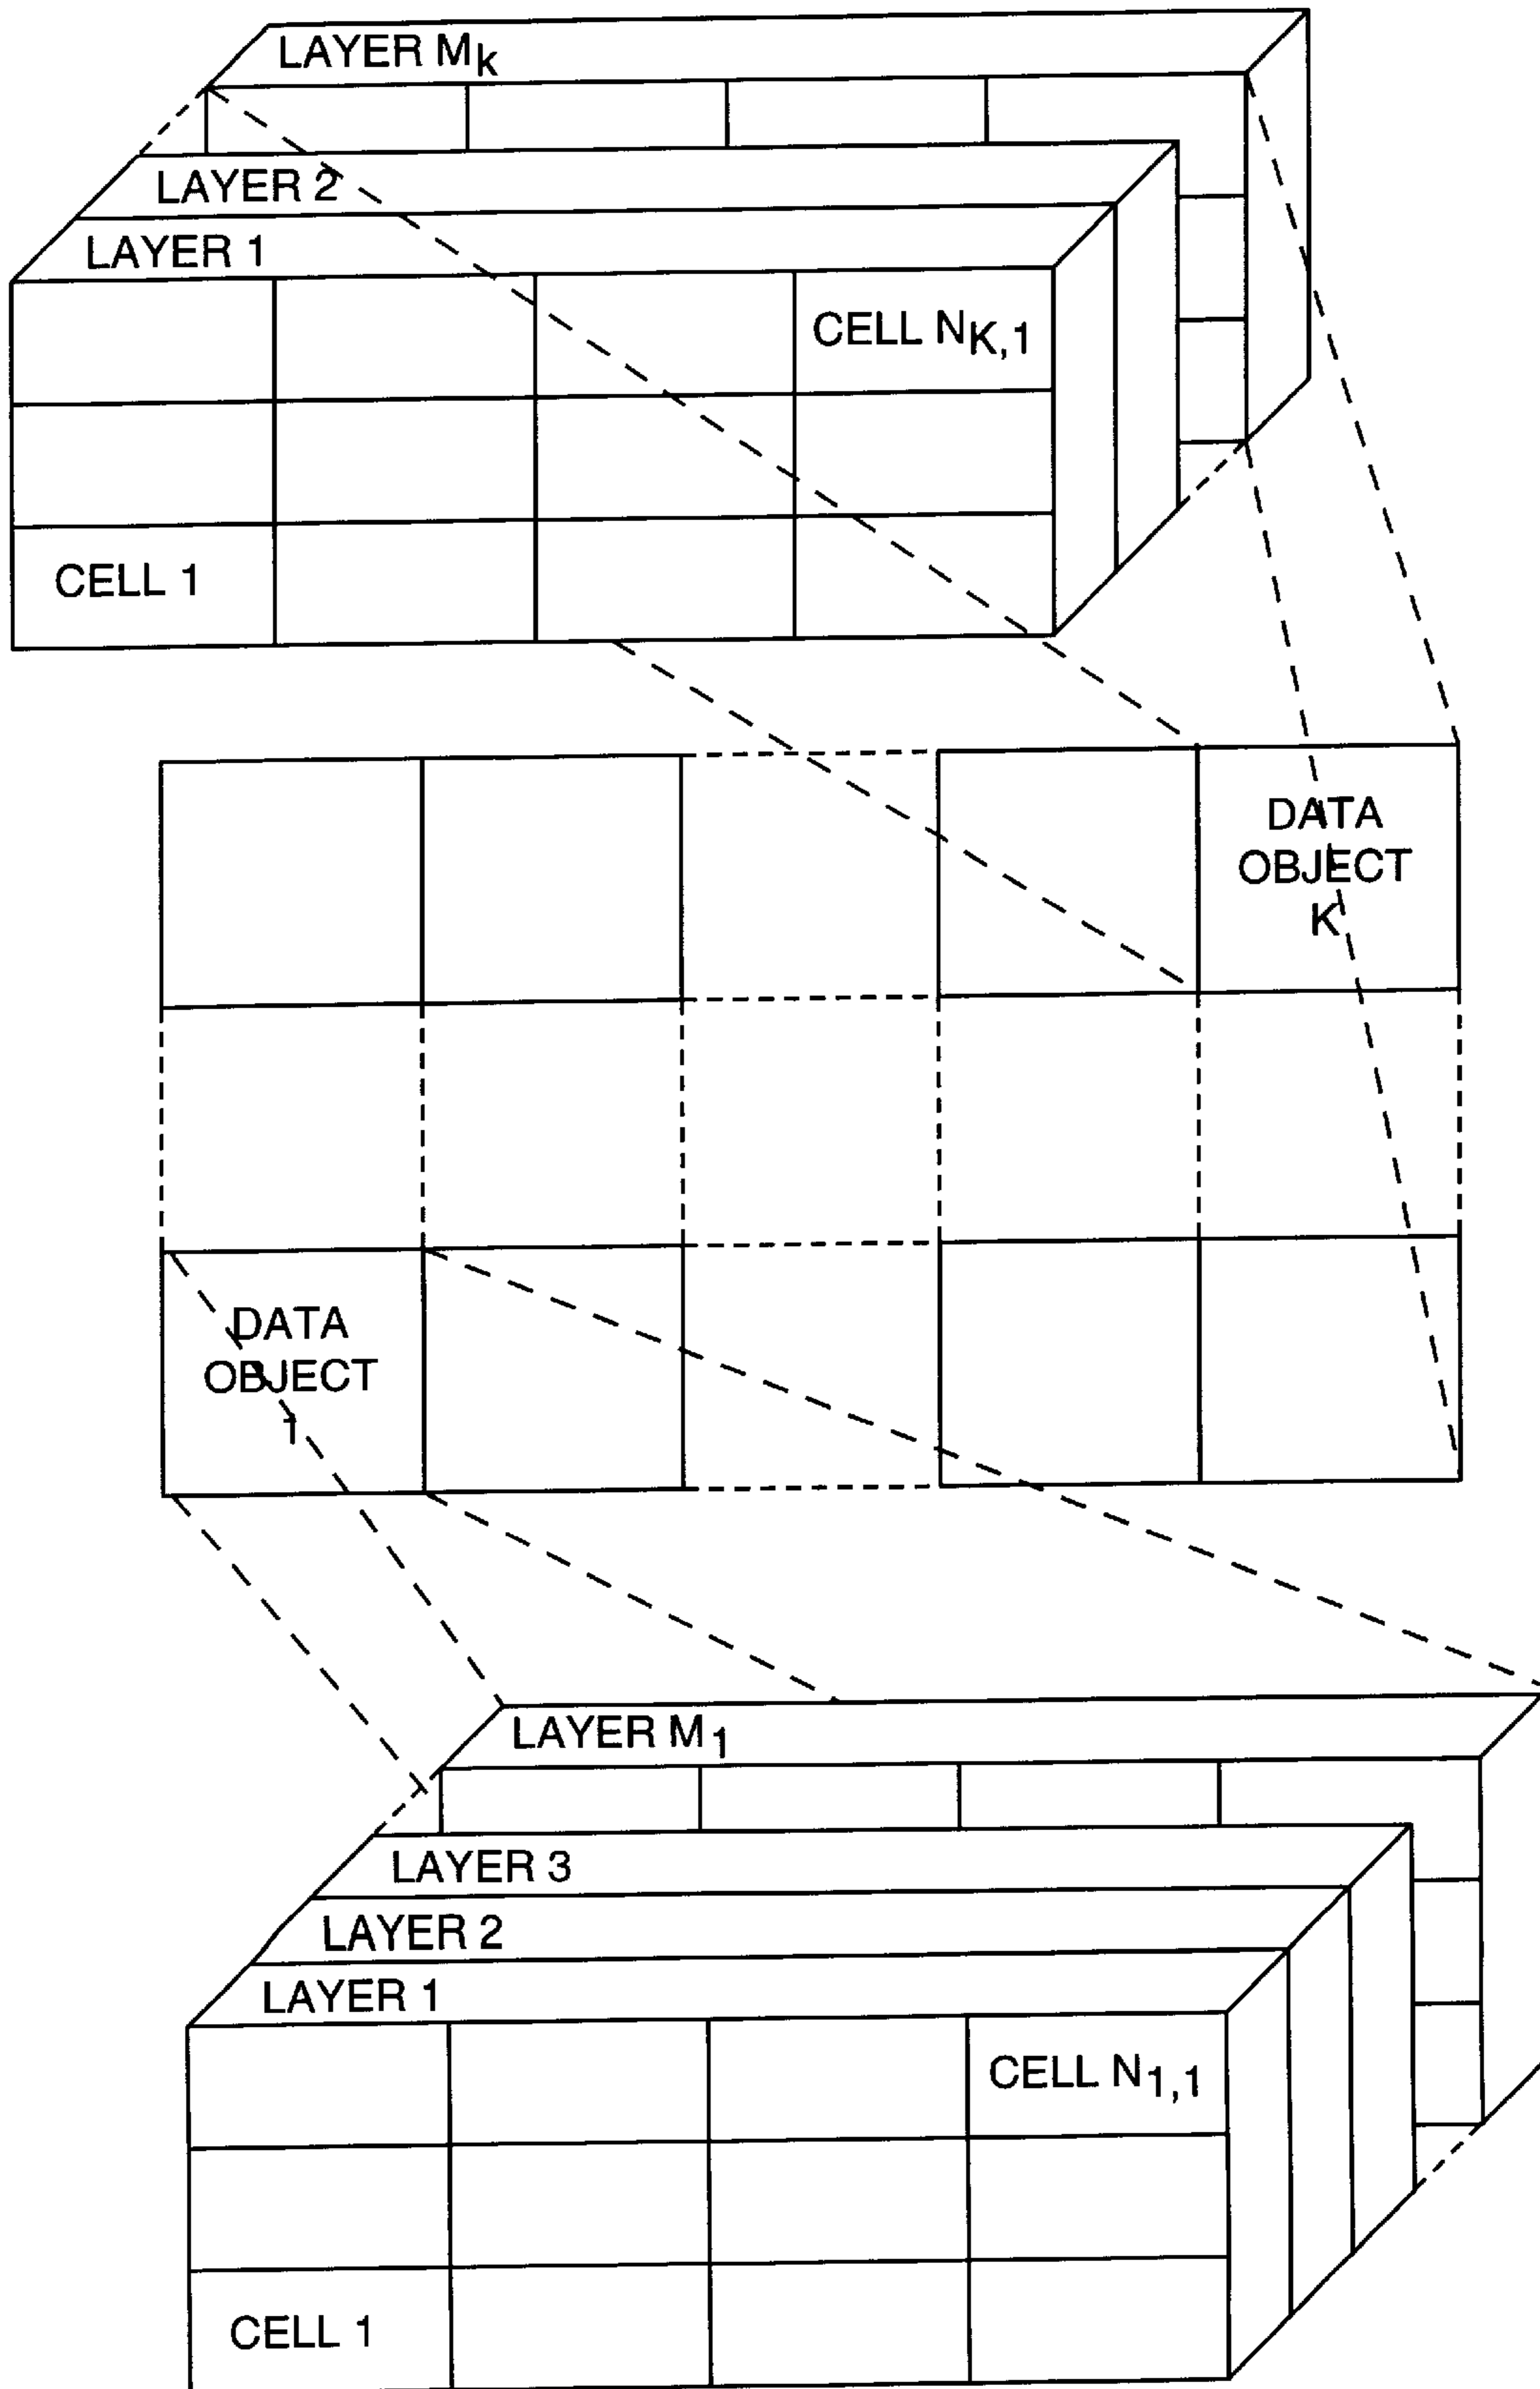 LAYER Mk
LAYER 2
LAYER 1
CELL NK,1
CELL 1
DATA
OBJECT
K
DATA
OBJECT
1
LAYER M1
LAYER 3
LAYER 2
LAYER 1
CELL N1,1
CELL 1